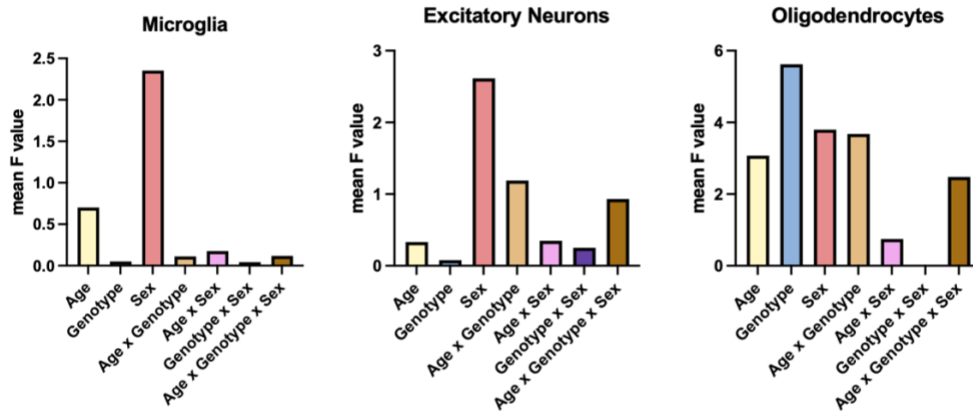 Microglia
mean F value
2.5
2.0
1.5
1.0
0.5
0.0
Age
Genotype
Sex
Age x Genotype
Age x Sex
Genotype x Sex
Age x Genotype x Sex
Excitatory Neurons
mean F value
3
2
1
0
Age
Genotype
Sex
Age x Genotype
Age x Sex
Genotype x Sex
Age x Genotype x Sex
Oligodendrocytes
mean F value
6
4
2
0
Age
Genotype
Sex
Age x Genotype
Age x Sex
Genotype x Sex
Age x Genotype x Sex